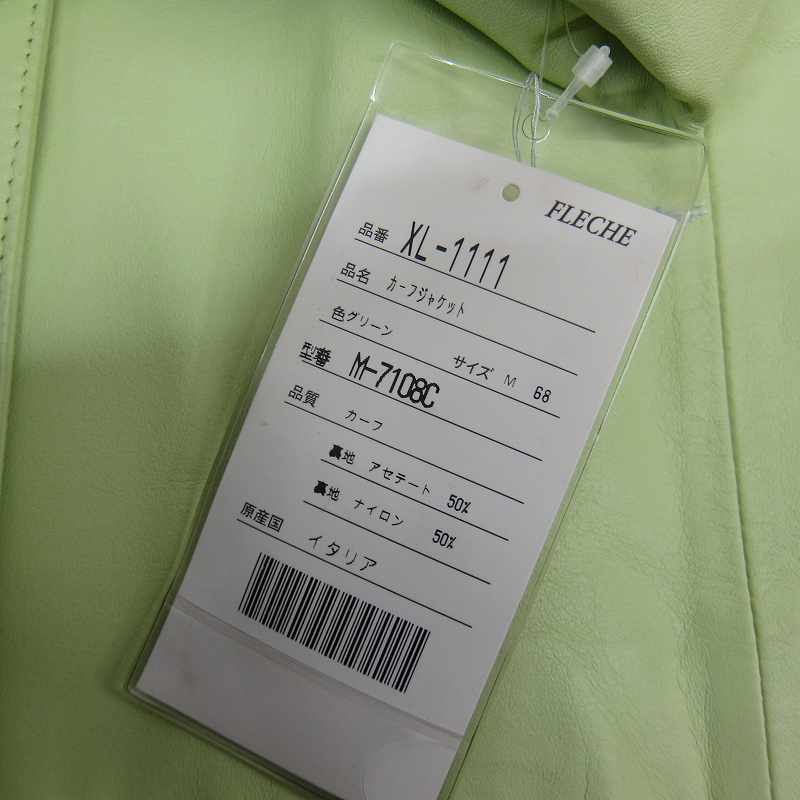 FLECHE
品番 XL-1111
品名 カーフジャケット
色グリーン サイズ M 68
型番 M-7108C
品質 カーフ
裏地 アセテート 50%
裏地 ナイロン 50%
原産国 イタリア